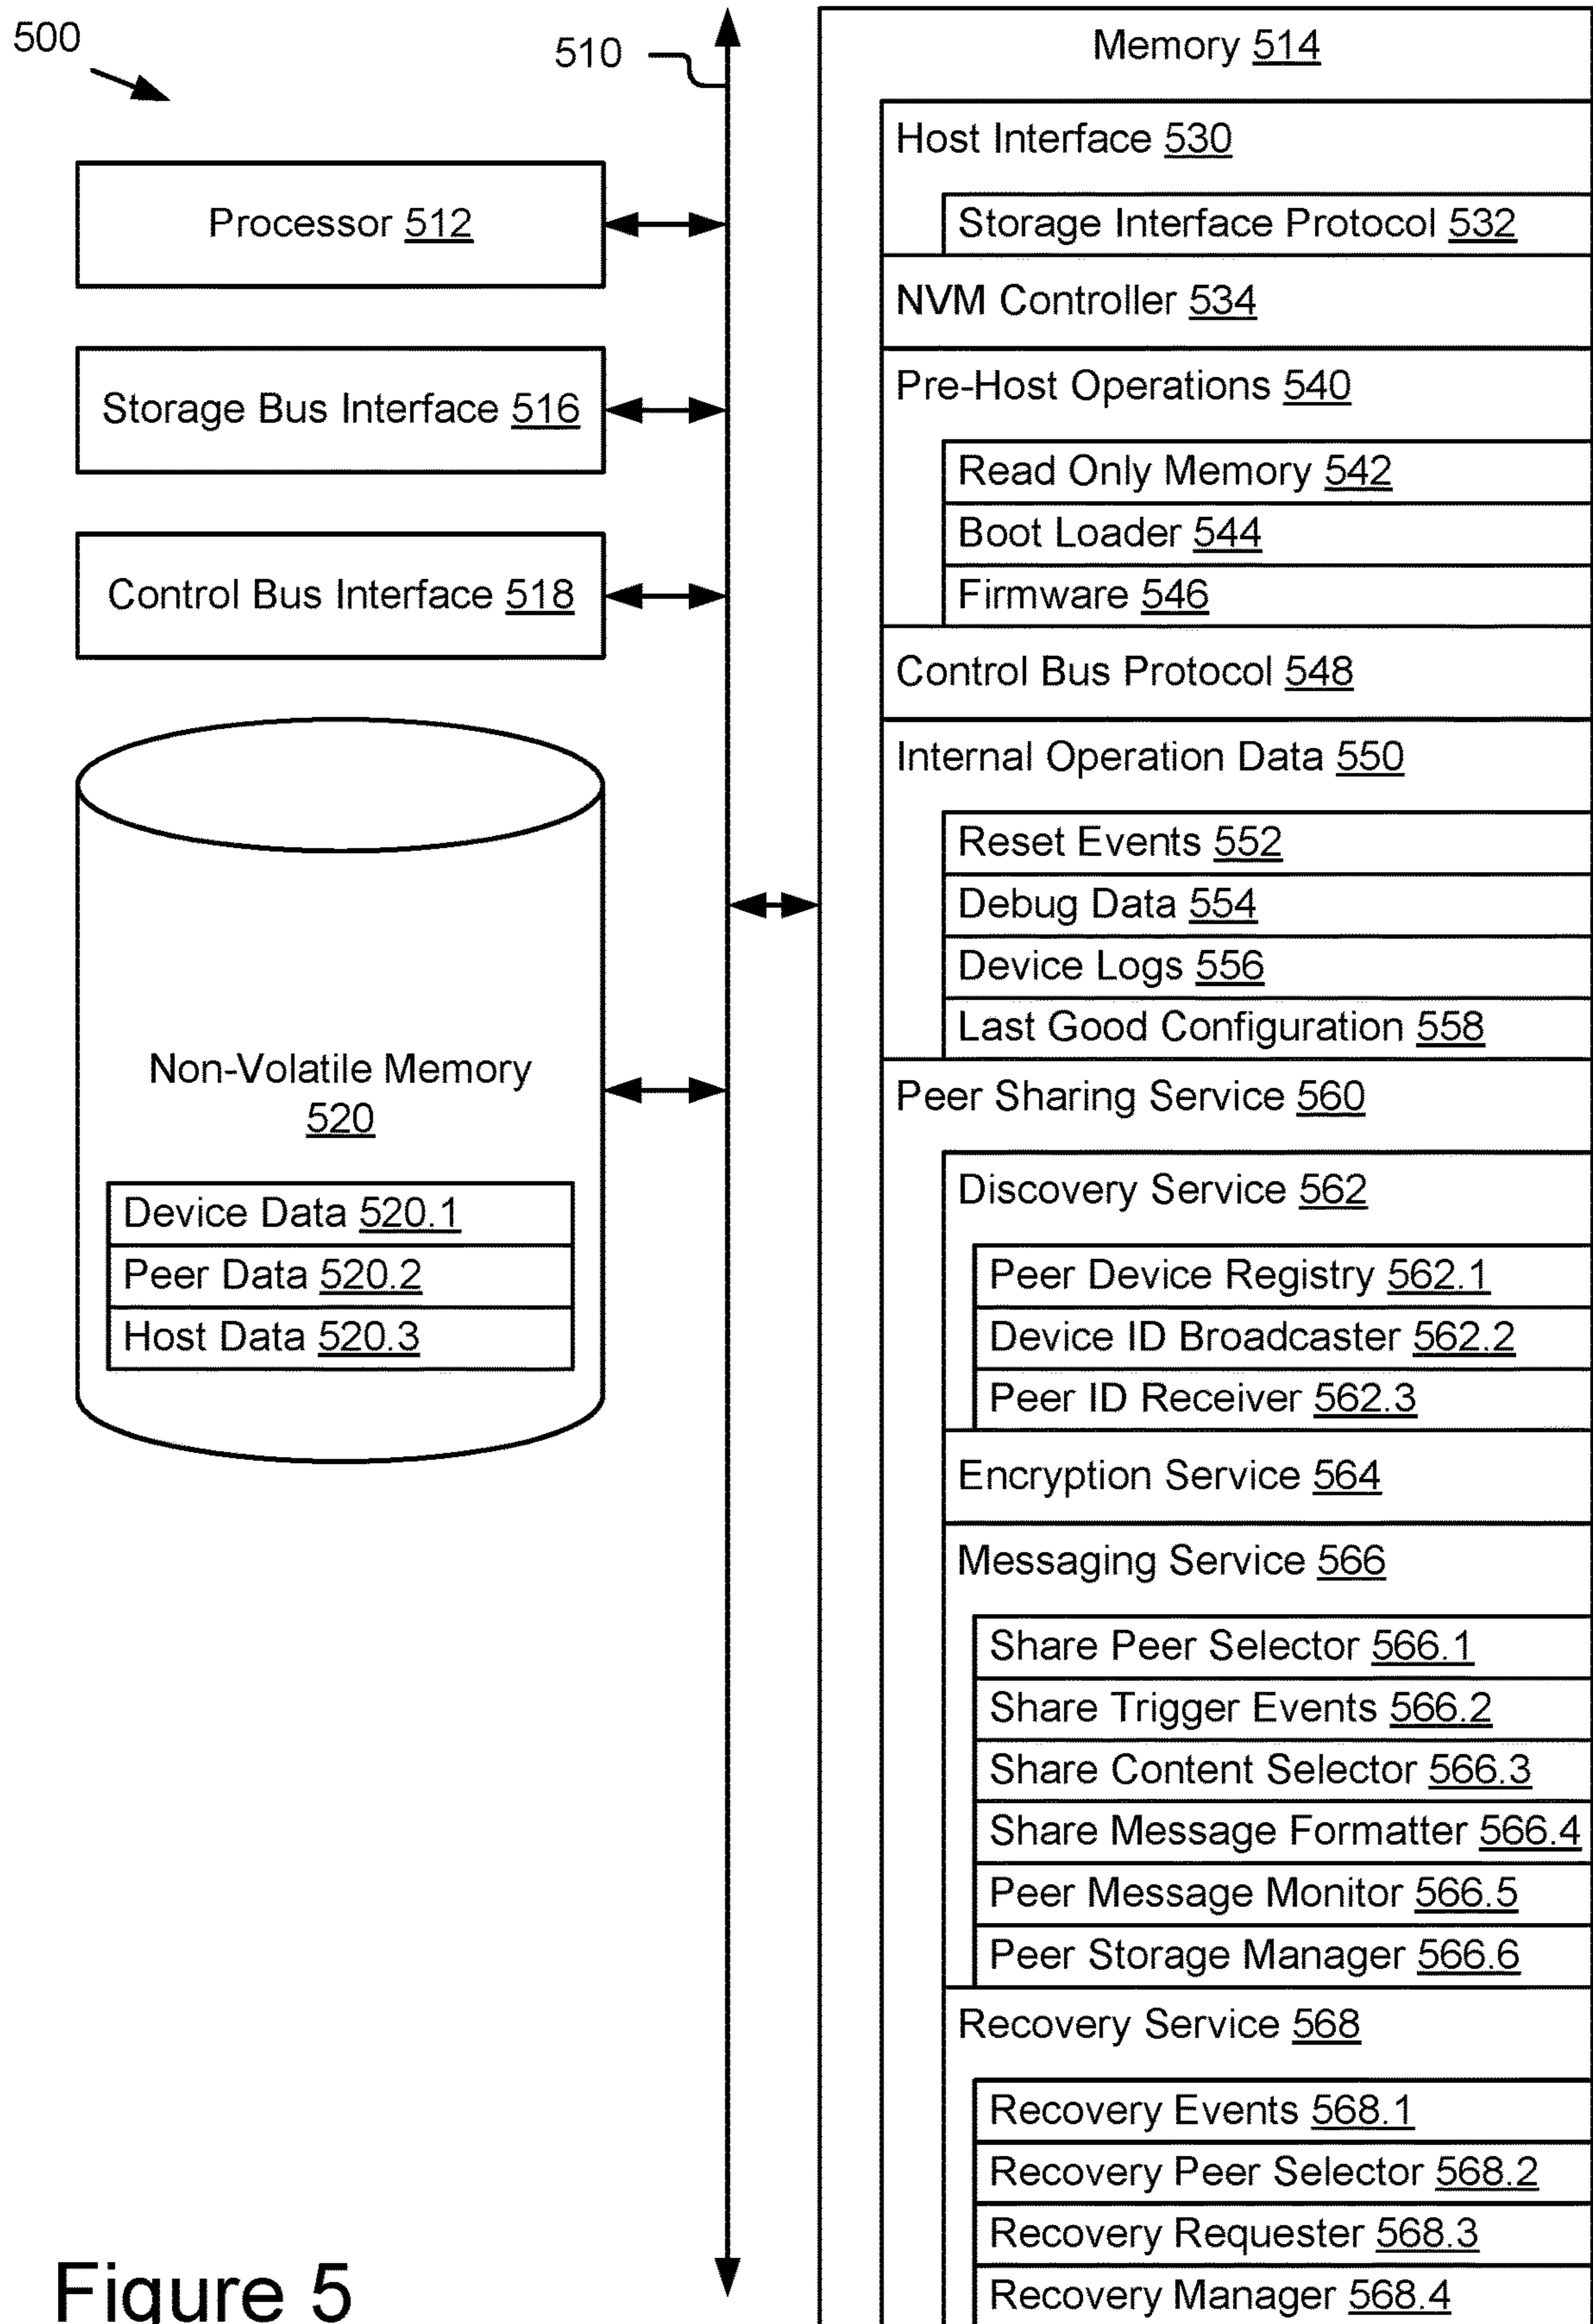 500
510
Processor 512
Storage Bus Interface 516
Control Bus Interface 518
Non-Volatile Memory
520
Device Data 520.1
Peer Data 520.2
Host Data 520.3
Memory 514
Host Interface 530
Storage Interface Protocol 532
NVM Controller 534
Pre-Host Operations 540
Read Only Memory 542
Boot Loader 544
Firmware 546
Control Bus Protocol 548
Internal Operation Data 550
Reset Events 552
Debug Data 554
Device Logs 556
Last Good Configuration 558
Peer Sharing Service 560
Discovery Service 562
Peer Device Registry 562.1
Device ID Broadcaster 562.2
Peer ID Receiver 562.3
Encryption Service 564
Messaging Service 566
Share Peer Selector 566.1
Share Trigger Events 566.2
Share Content Selector 566.3
Share Message Formatter 566.4
Peer Message Monitor 566.5
Peer Storage Manager 566.6
Recovery Service 568
Recovery Events 568.1
Recovery Peer Selector 568.2
Recovery Requester 568.3
Recovery Manager 568.4
Figure 5